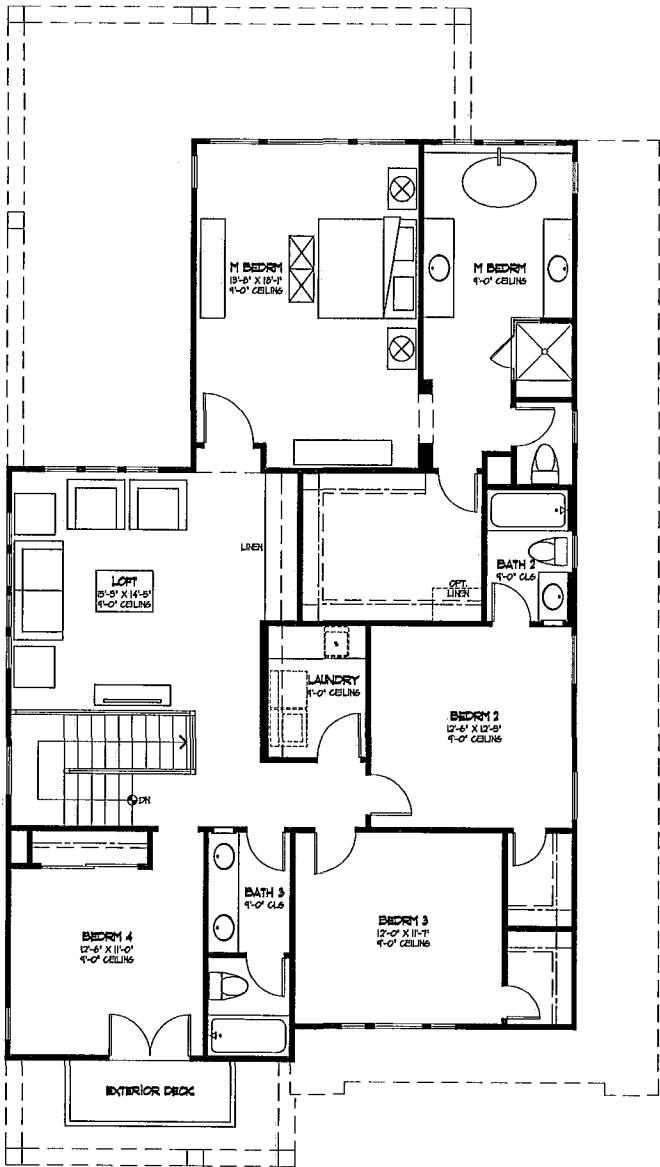 M BEDRM
13'-8" X 18'-1"
9'-0" CEILING
M BEDRM
9'-0" CEILING
LINEN
LOFT
15'-5" X 14'-5"
9'-0" CEILING
OPT.
LINEN
BATH 2
9'-0" CLG
LAUNDRY
9'-0" CEILING
BEDRM 2
12'-6" X 12'-5"
9'-0" CEILING
DN
BATH 3
9'-0" CLG
BEDRM 4
12'-6" X 11'-0"
9'-0" CEILING
BEDRM 3
12'-0" X 11'-7"
9'-0" CEILING
EXTERIOR DECK